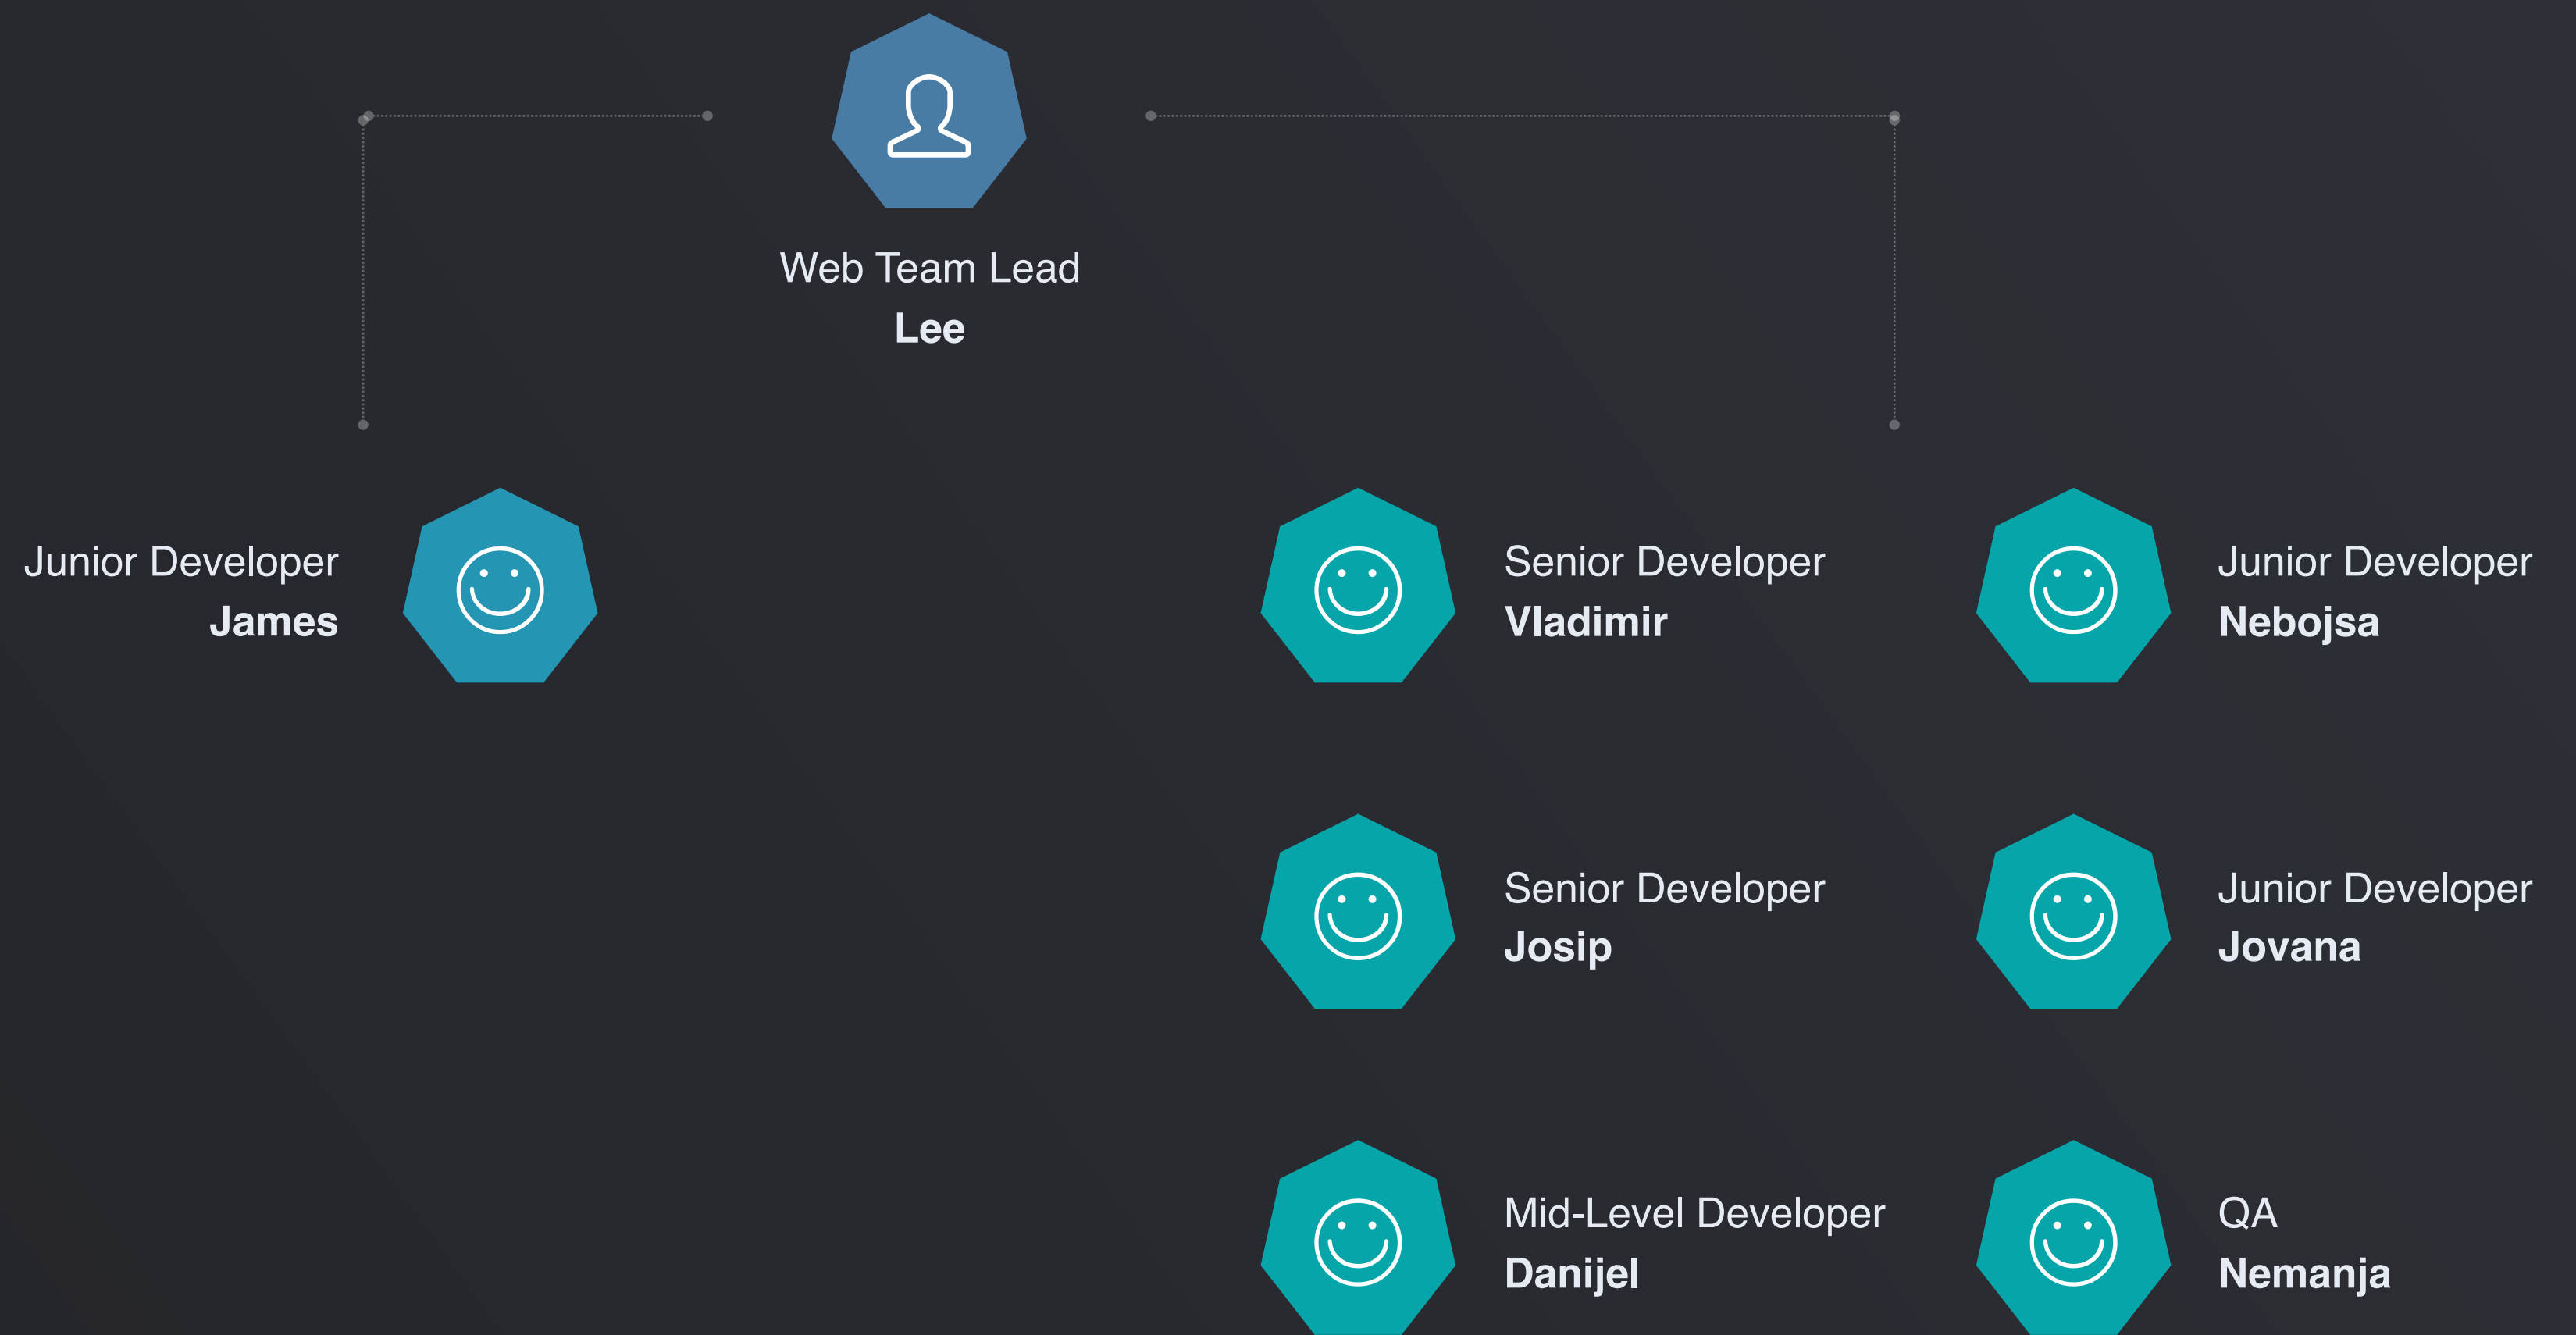 Web Team Lead
Lee
Junior Developer
James
Senior Developer
Vladimir
Junior Developer
Nebojsa
Senior Developer
Josip
Junior Developer
Jovana
Mid-Level Developer
Danijel
QA
Nemanja